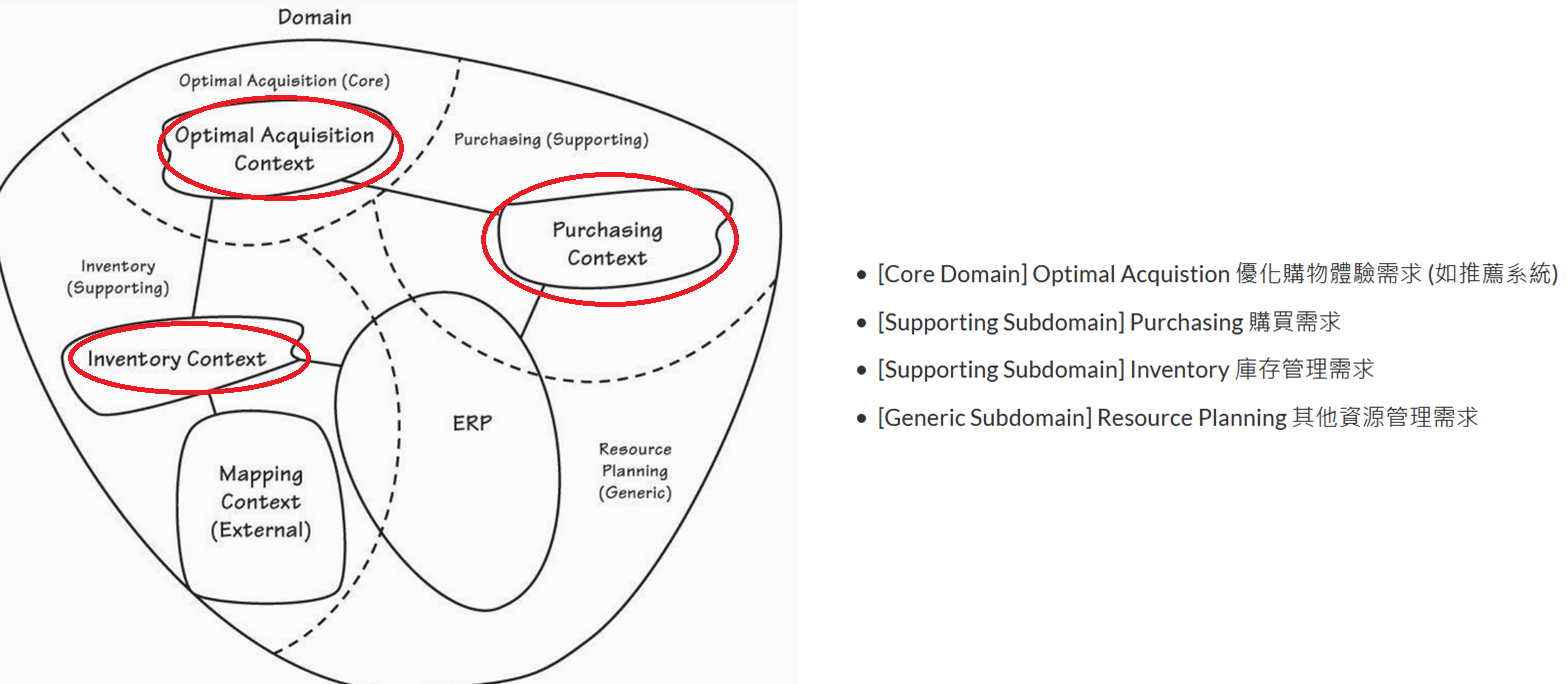 Domain
Optimal Acquisition (Core)
Optimal Acquisition
Context
Purchasing (Supporting)
Purchasing
Context
Inventory
(Supporting)
Inventory Context
ERP
Mapping
Context
(External)
Resource
Planning
(Generic)
• [Core Domain] Optimal Acquistion 優化購物體驗需求 (如推薦系統)
• [Supporting Subdomain] Purchasing 購買需求
• [Supporting Subdomain] Inventory 庫存管理需求
• [Generic Subdomain] Resource Planning 其他資源管理需求